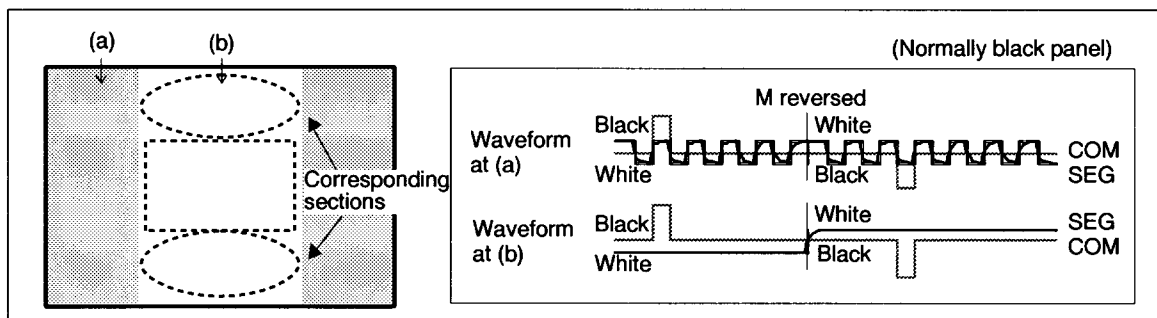 (a)
(b)
Corresponding
sections
(Normally black panel)
M reversed
Waveform
at (a)
Black
White
White
Black
COM
SEG
Waveform
at (b)
Black
White
White
Black
SEG
COM